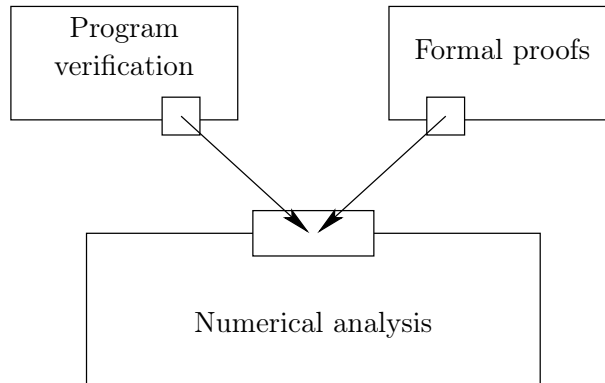 Program
verification
Formal proofs
Numerical analysis